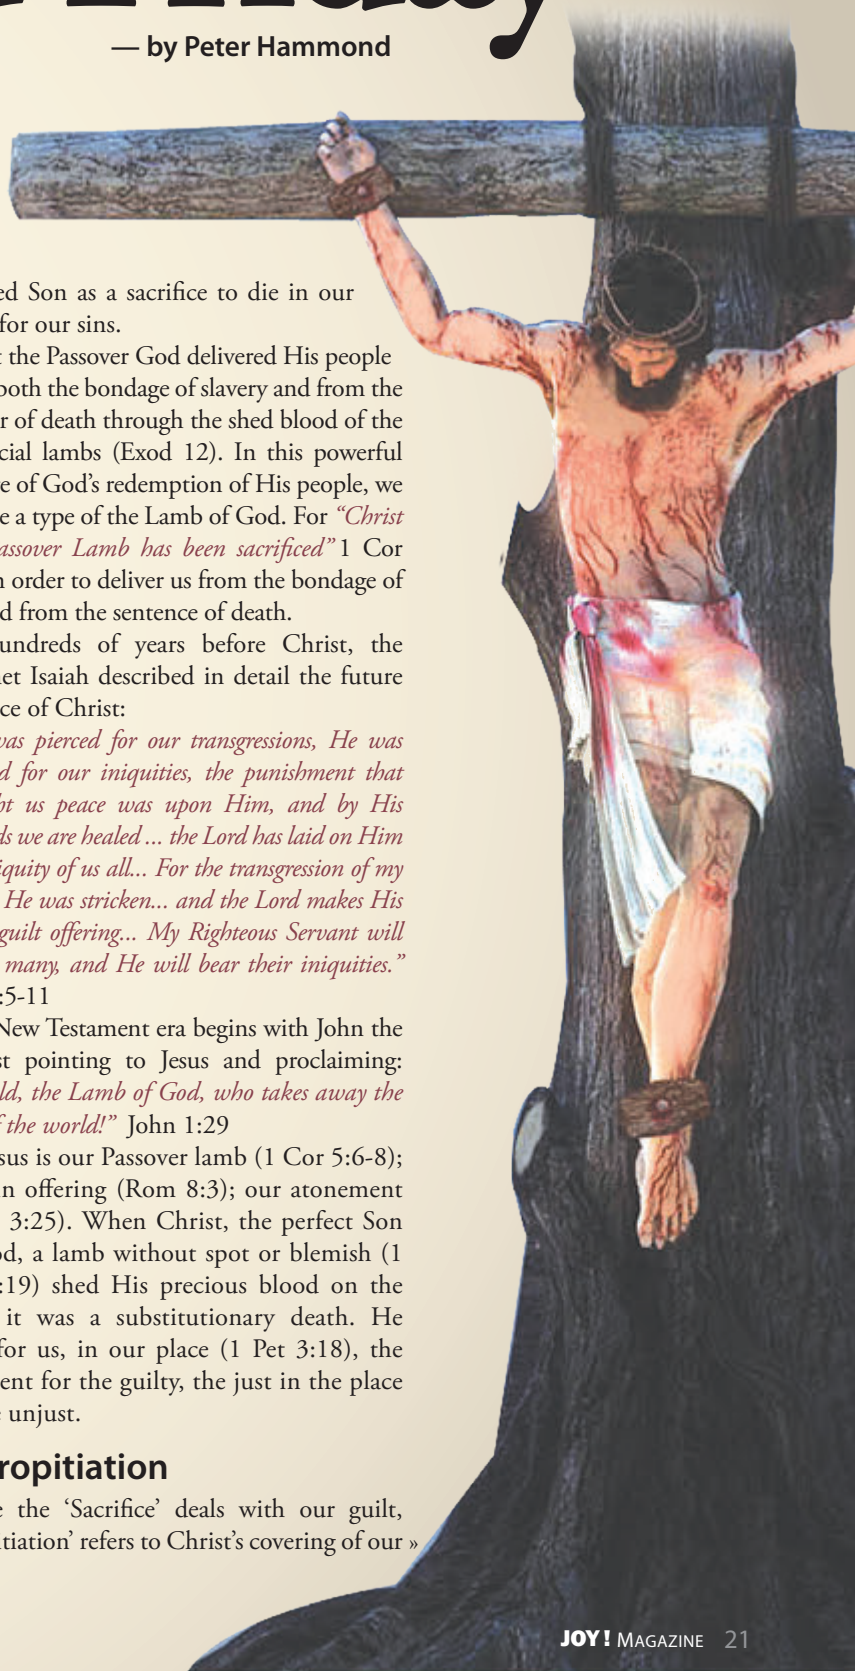 — by Peter Hammond
ed Son as a sacrifice to die in our
for our sins.
t the Passover God delivered His people
both the bondage of slavery and from the
r of death through the shed blood of the
cial lambs (Exod 12). In this powerful
e of God’s redemption of His people, we
e a type of the Lamb of God. For “Christ
assover Lamb has been sacrificed” 1 Cor
n order to deliver us from the bondage of
d from the sentence of death.
undreds of years before Christ, the
net Isaiah described in detail the future
ce of Christ:
was pierced for our transgressions, He was
d for our iniquities, the punishment that
ht us peace was upon Him, and by His
ds we are healed ... the Lord has laid on Him
iquity of us all... For the transgression of my
He was stricken... and the Lord makes His
guilt offering... My Righteous Servant will
many, and He will bear their iniquities.”
:5-11
New Testament era begins with John the
st pointing to Jesus and proclaiming:
ld, the Lamb of God, who takes away the
f the world!” John 1:29
sus is our Passover lamb (1 Cor 5:6-8);
in offering (Rom 8:3); our atonement
3:25). When Christ, the perfect Son
od, a lamb without spot or blemish (1
:19) shed His precious blood on the
it was a substitutionary death. He
for us, in our place (1 Pet 3:18), the
ent for the guilty, the just in the place
e unjust.
ropitiation
e the ‘Sacrifice’ deals with our guilt,
itiation’ refers to Christ’s covering of our »
JOY! MAGAZINE 21